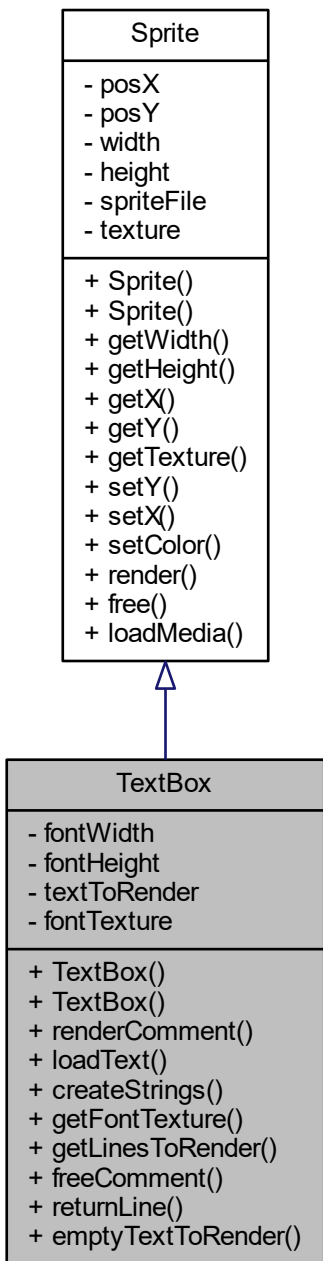 Sprite
- posX
- posY
- width
- height
- spriteFile
- texture
+ Sprite()
+ Sprite()
+ getWidth()
+ getHeight()
+ getX()
+ getY()
+ getTexture()
+ setY()
+ setX()
+ setColor()
+ render()
+ free()
+ loadMedia()
TextBox
- fontWidth
- fontHeight
- textToRender
- fontTexture
+ TextBox()
+ TextBox()
+ renderComment()
+ loadText()
+ createStrings()
+ getFontTexture()
+ getLinesToRender()
+ freeComment()
+ returnLine()
+ emptyTextToRender()